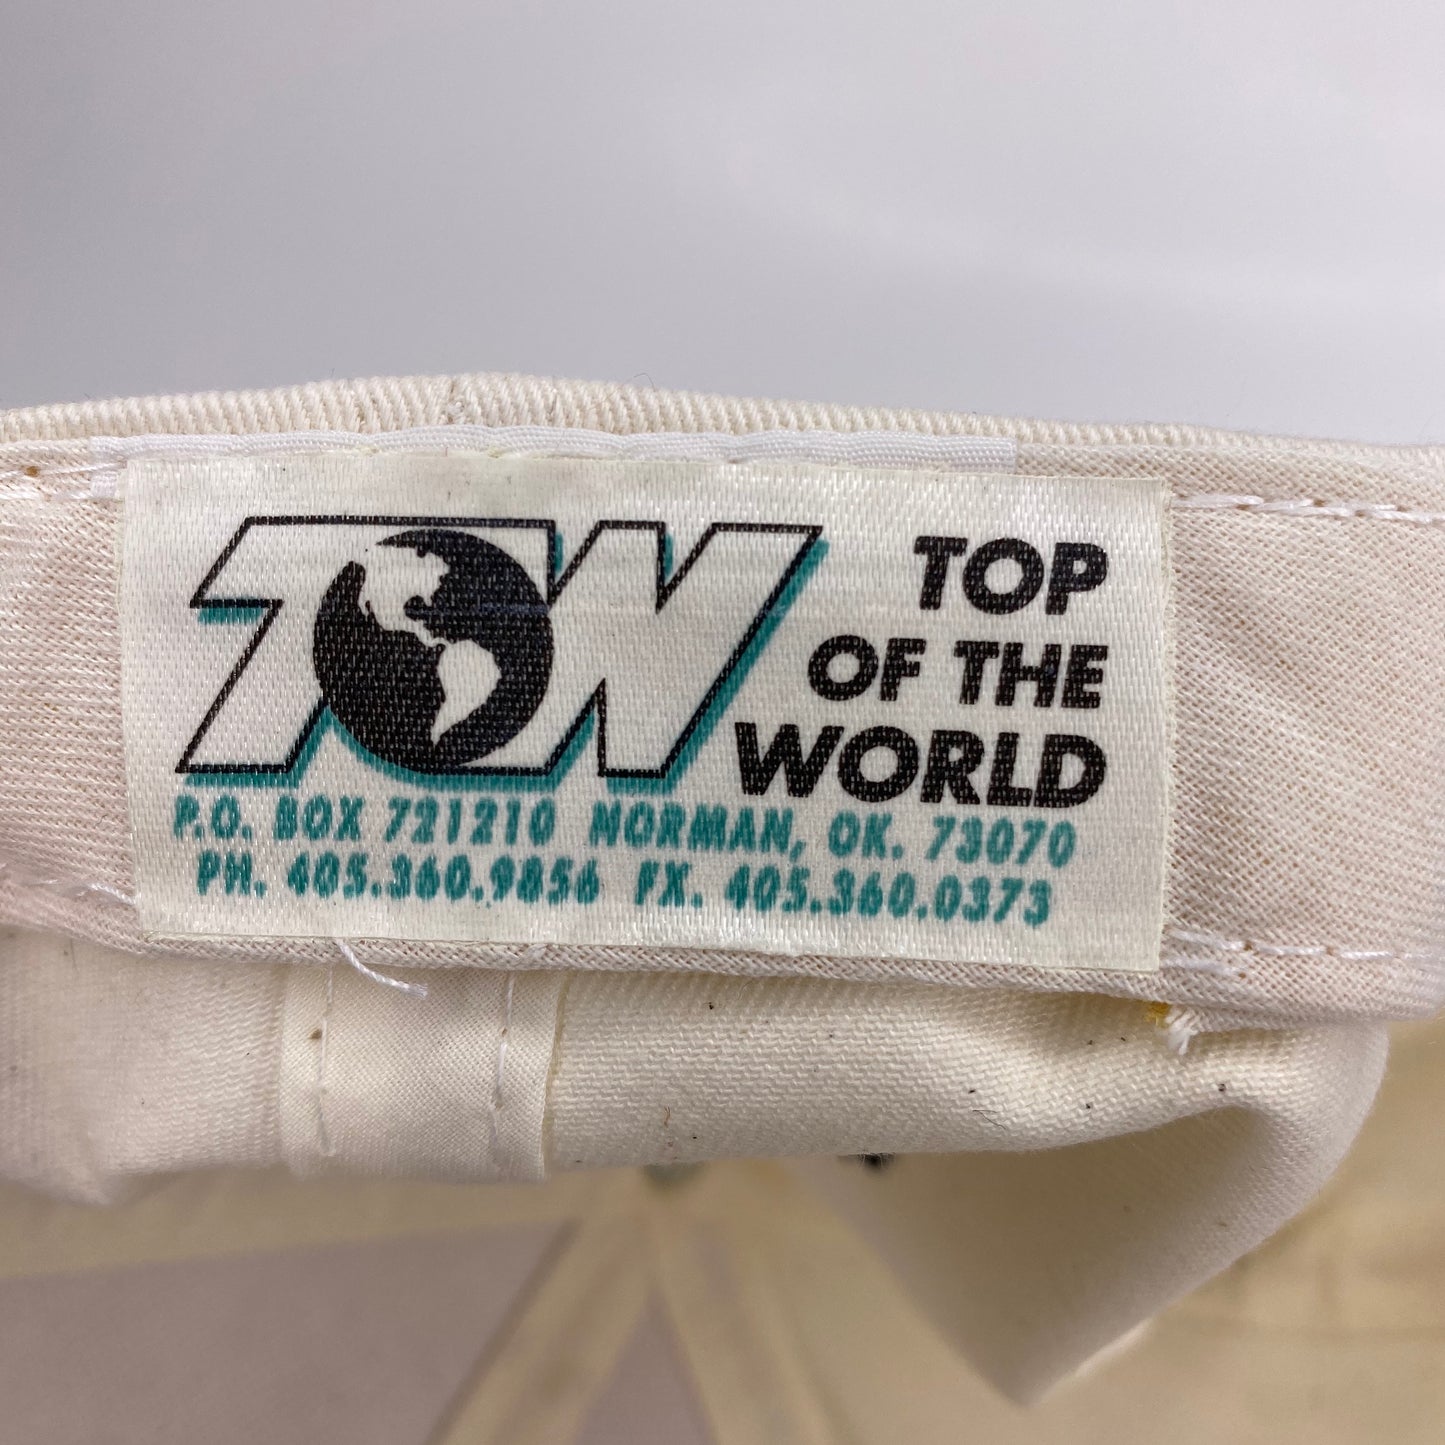 TOW
TOP
OF THE
WORLD
P.O. BOX 721210 NORMAN, OK. 73070
PH. 405.360.9856 FX. 405.360.0373